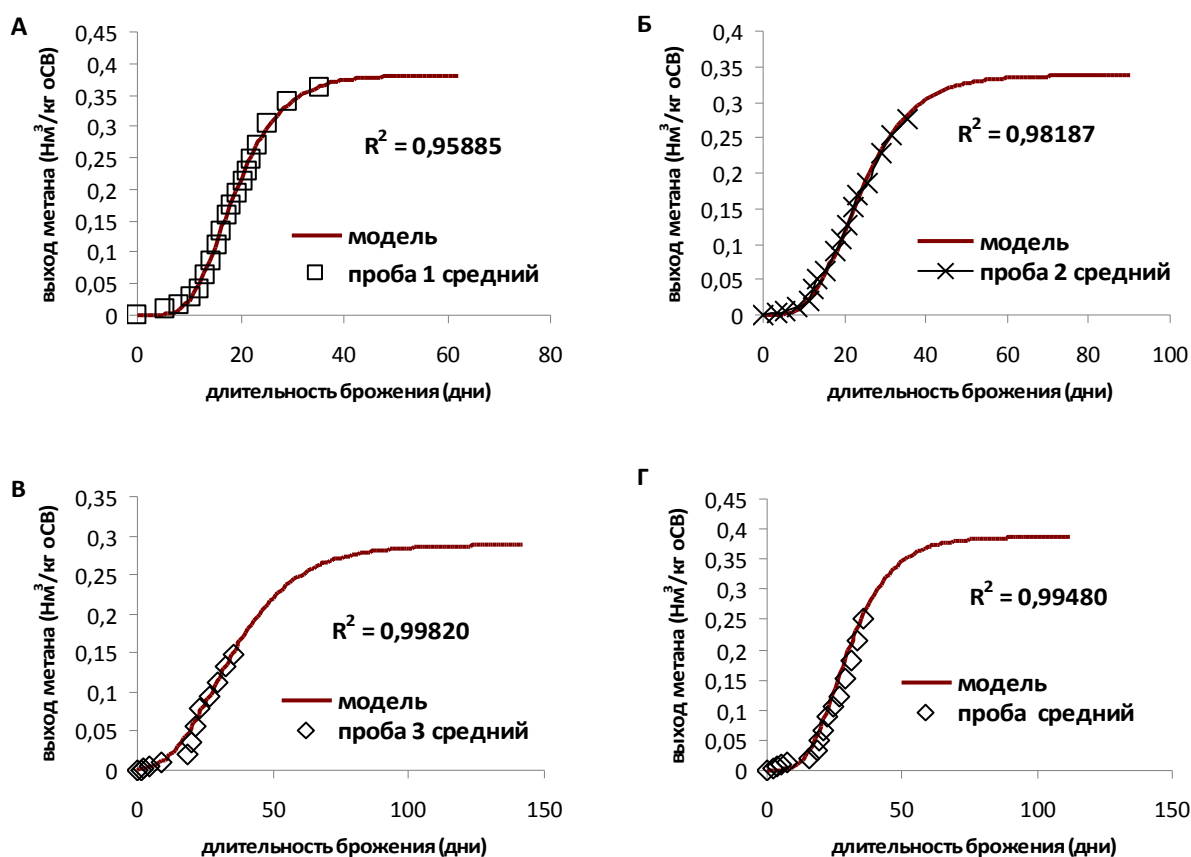 А
выход метана (Нм³/кг оСВ)
0,45
0,4
0,35
0,3
0,25
0,2
0,15
0,1
0,05
0
R² = 0,95885
модель
проба 1 средний
0 20 40 60 80
длительность брожения (дни)
Б
выход метана (Нм³/кг оСВ)
0,4
0,35
0,3
0,25
0,2
0,15
0,1
0,05
0
R² = 0,98187
модель
проба 2 средний
0 20 40 60 80 100
длительность брожения (дни)
В
выход метана (Нм³/кг оСВ)
0,35
0,3
0,25
0,2
0,15
0,1
0,05
0
R² = 0,99820
модель
проба 3 средний
0 50 100 150
длительность брожения (дни)
Г
выход метана (Нм³/кг оСВ)
0,45
0,4
0,35
0,3
0,25
0,2
0,15
0,1
0,05
0
R² = 0,99480
модель
проба средний
0 50 100 150
длительность брожения (дни)